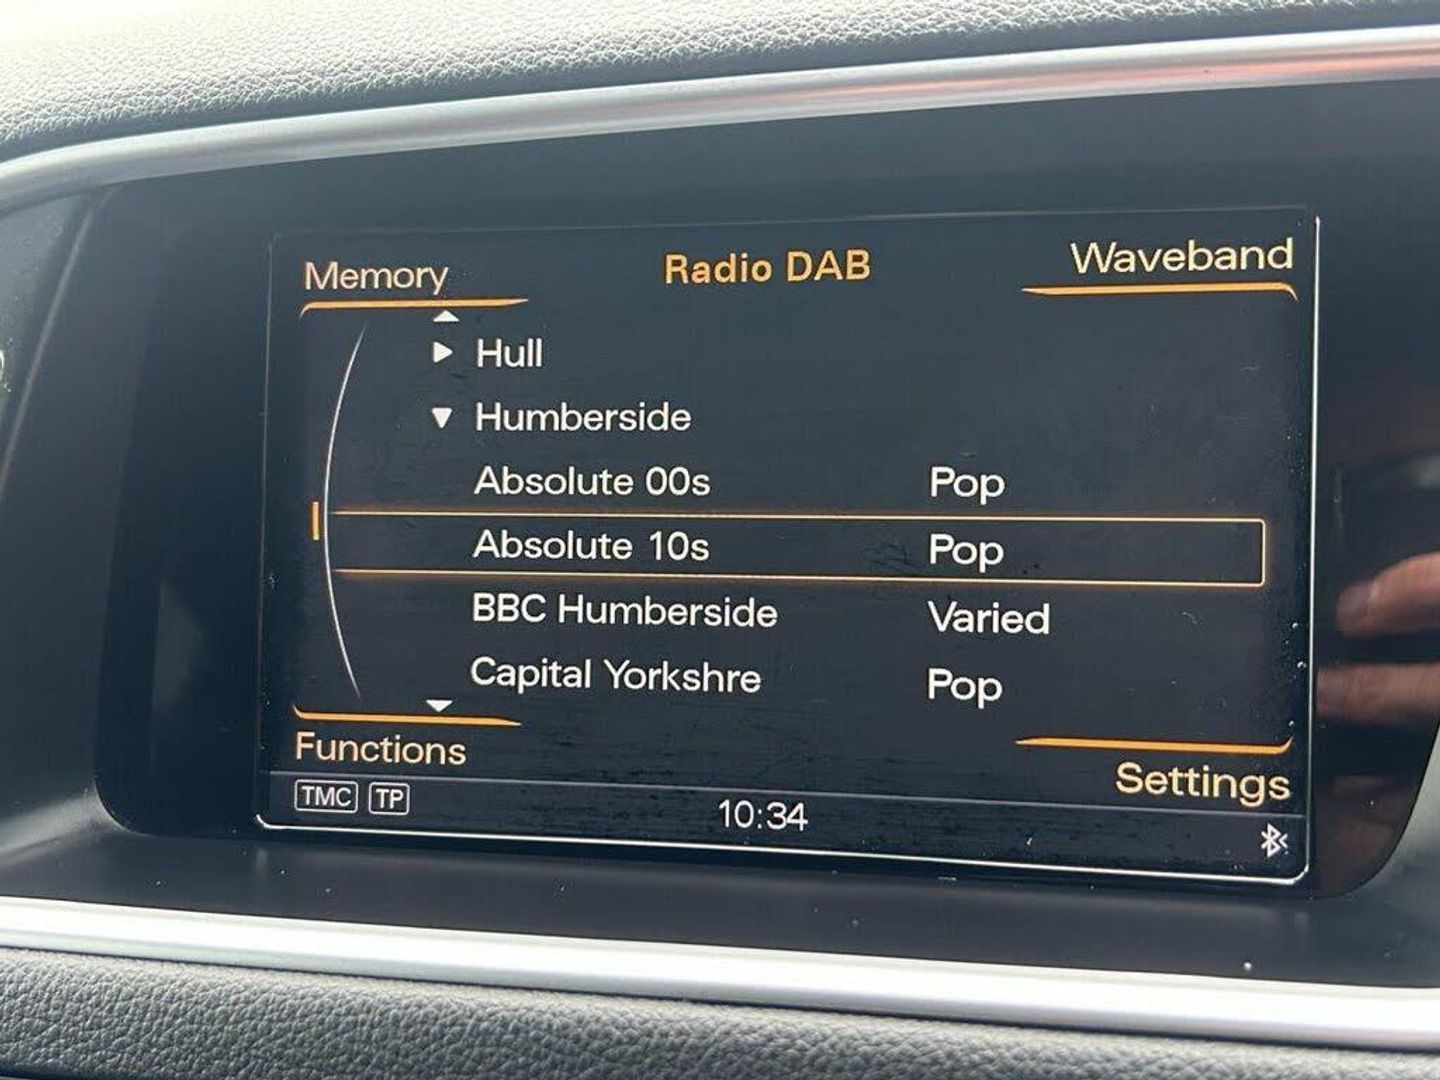 Memory Radio DAB Waveband
Hull
Humberside
Absolute 00s Pop
Absolute 10s Pop
BBC Humberside Varied
Capital Yorkshre Pop
Functions Settings
TMC TP 10:34